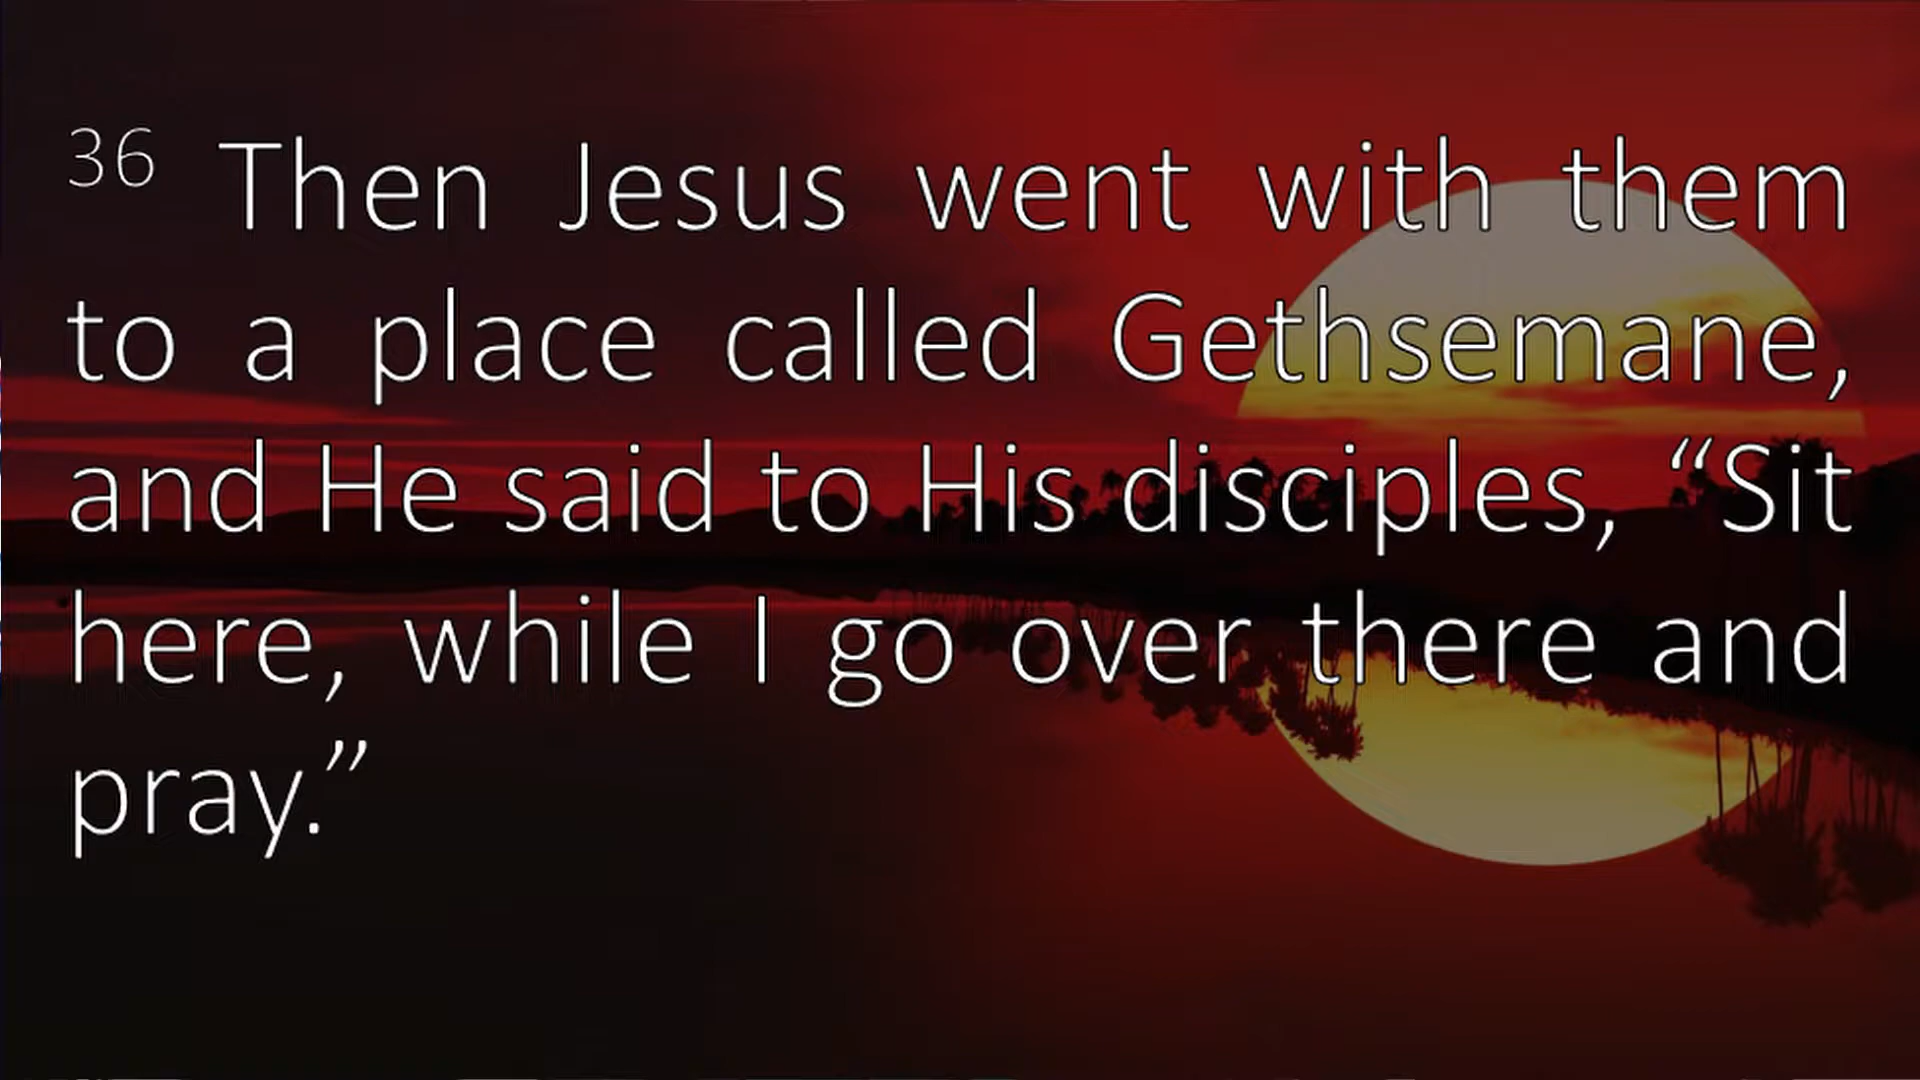 36 Then Jesus went with them
to a place called Gethsemane,
and He said to His disciples, “Sit
here, while I go over there and
pray.”